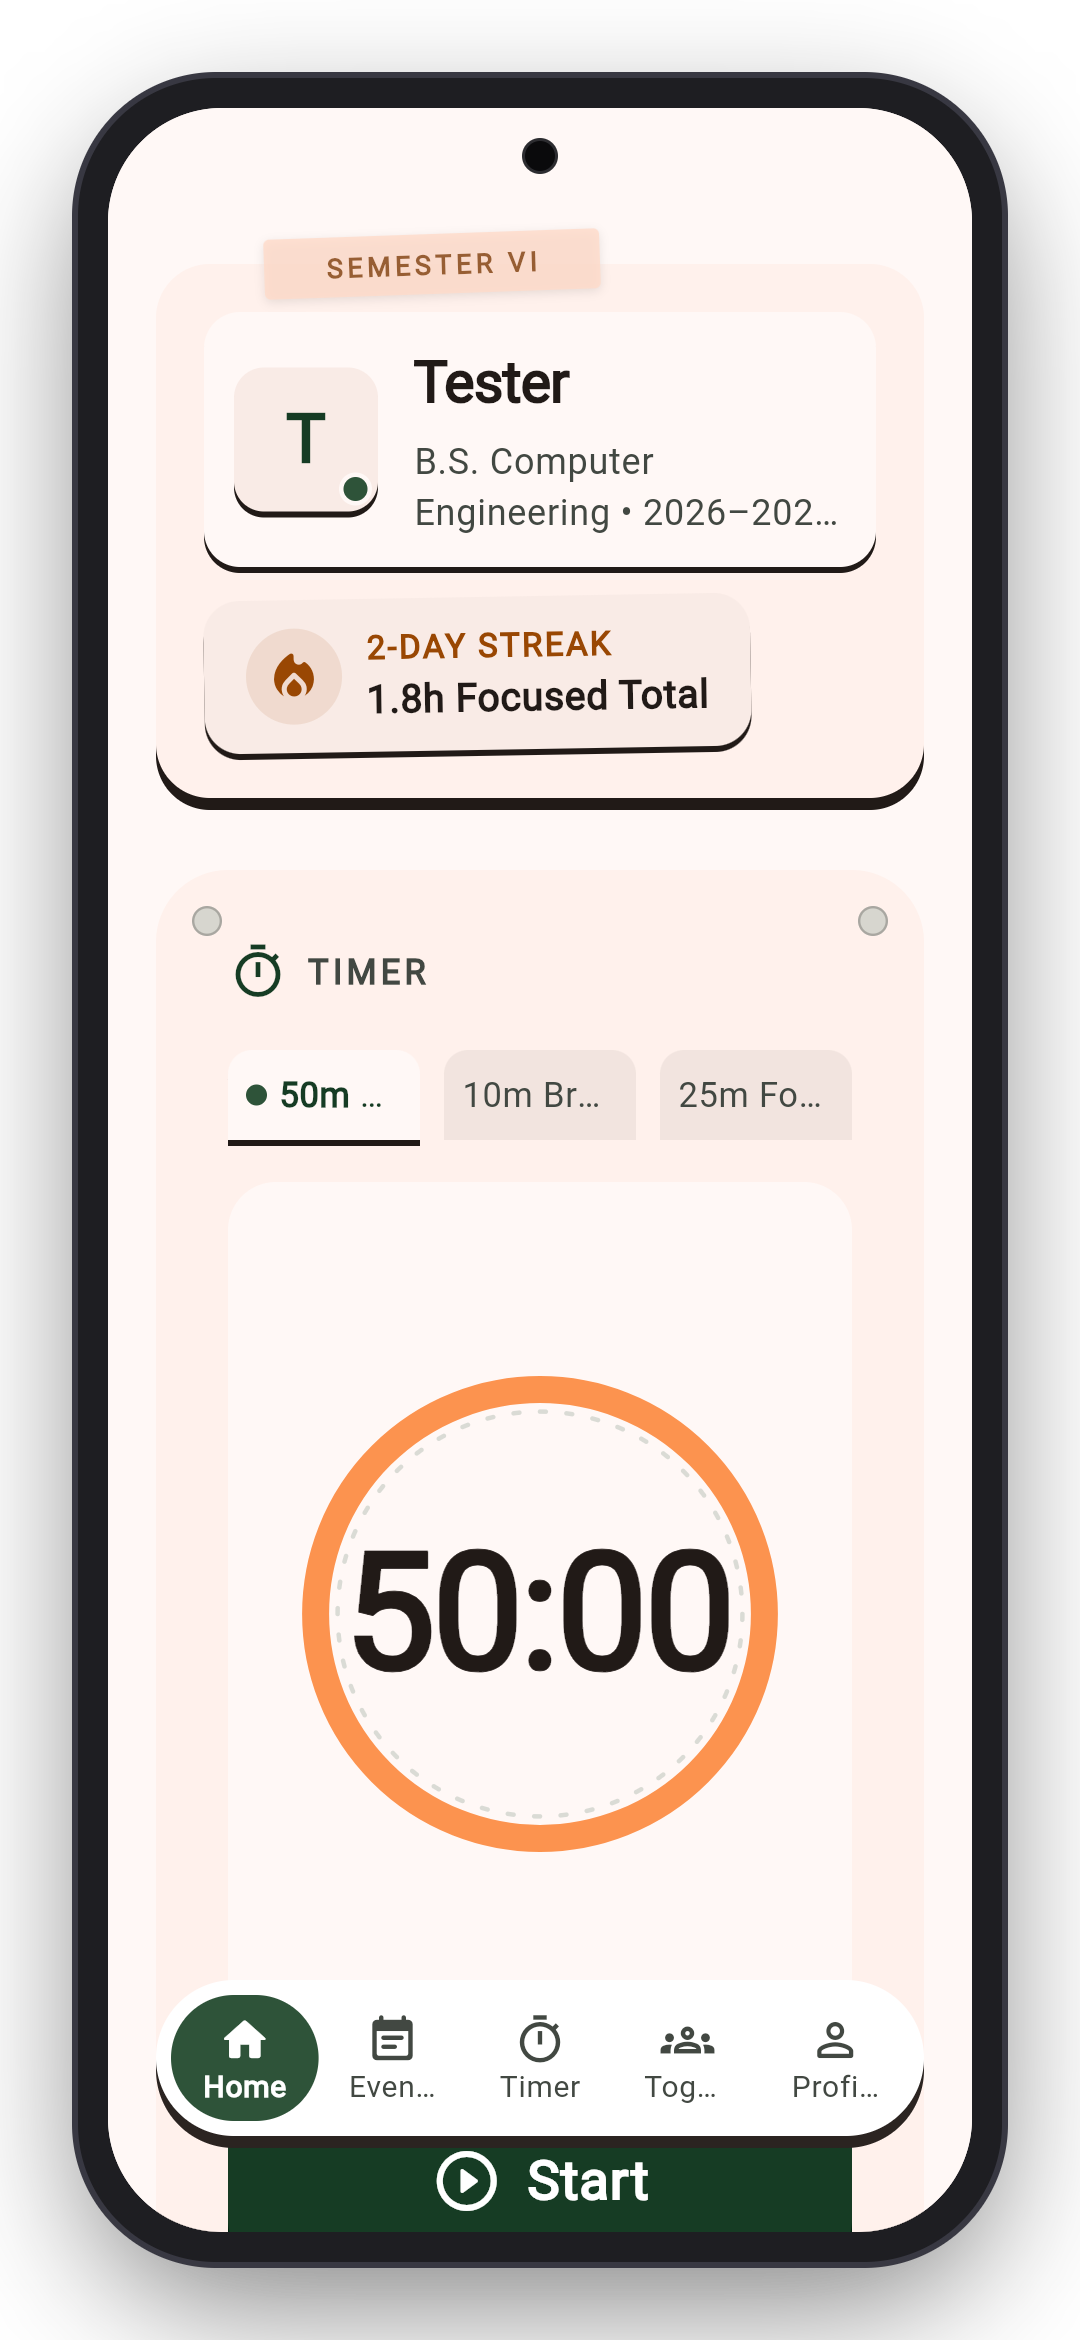 SEMESTER VI
T
Tester
B.S. Computer
Engineering • 2026–202...
2-DAY STREAK
1.8h Focused Total
TIMER
50m ...
10m Br...
25m Fo...
50:00
Home
Even...
Timer
Tog...
Profi...
Start